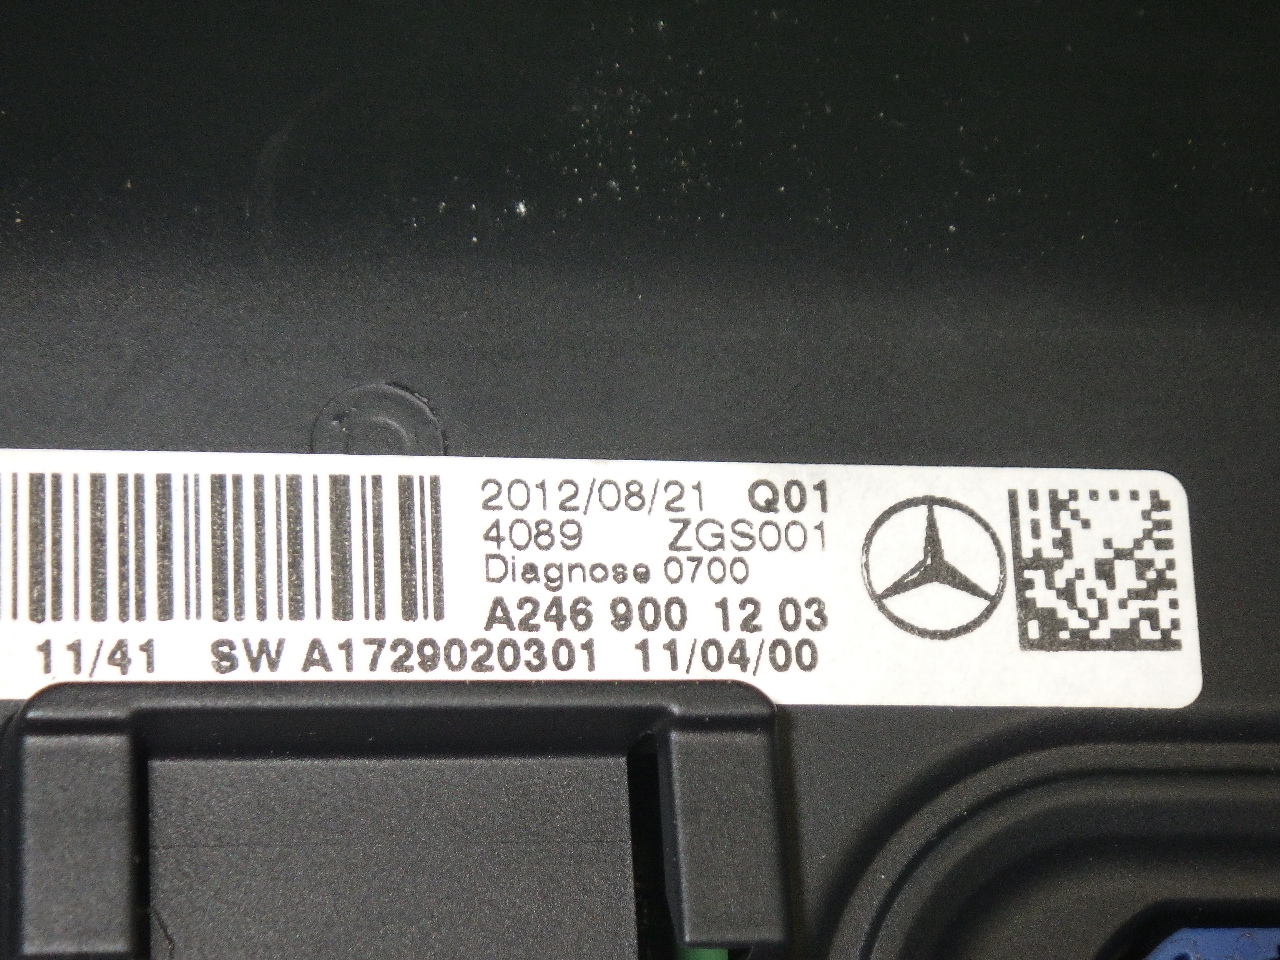 2012/08/21 Q01
4089 ZGS001
Diagnose 0700
A246 900 12 03
11/41 SW A1729020301 11/04/00